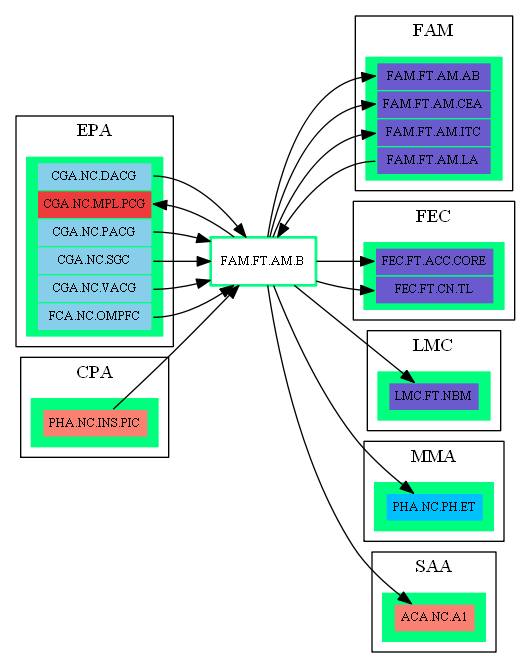 EPA
CGA.NC.DACG
CGA.NC.MPL.PCG
CGA.NC.PACG
CGA.NC.SGC
CGA.NC.VACG
FCA.NC.OMPFC
CPA
PHA.NC.INS.PIC
FAM.FT.AM.B
FAM
FAM.FT.AM.AB
FAM.FT.AM.CEA
FAM.FT.AM.ITC
FAM.FT.AM.LA
FEC
FEC.FT.ACC.CORE
FEC.FT.CN.TL
LMC
LMC.FT.NBM
MMA
PHA.NC.PH.ET
SAA
ACA.NC.A1